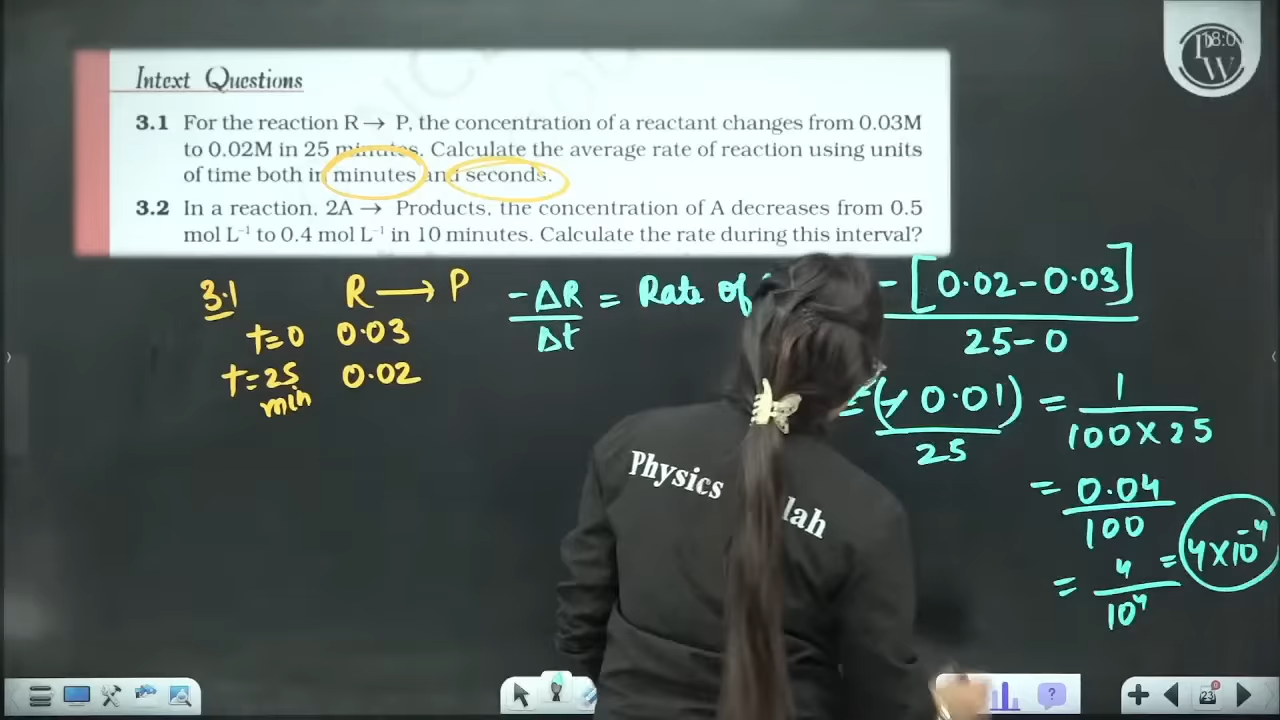 Intext Questions
3.1 For the reaction R → P, the concentration of a reactant changes from 0.03M
to 0.02M in 25 minutes. Calculate the average rate of reaction using units
of time both in minutes and seconds.
3.2 In a reaction, 2A → Products, the concentration of A decreases from 0.5
mol L⁻¹ to 0.4 mol L⁻¹ in 10 minutes. Calculate the rate during this interval?
3.1 R → P
t=0 0.03
t=25 0.02
min
-ΔR/Δt = Rate of
-[0.02-0.03]
25-0
=(-0.01)/25 = 1/(100×25)
= 0.04/100
= 4/10⁴ = 4×10⁻⁴
Physics
lah
18:0
W
23